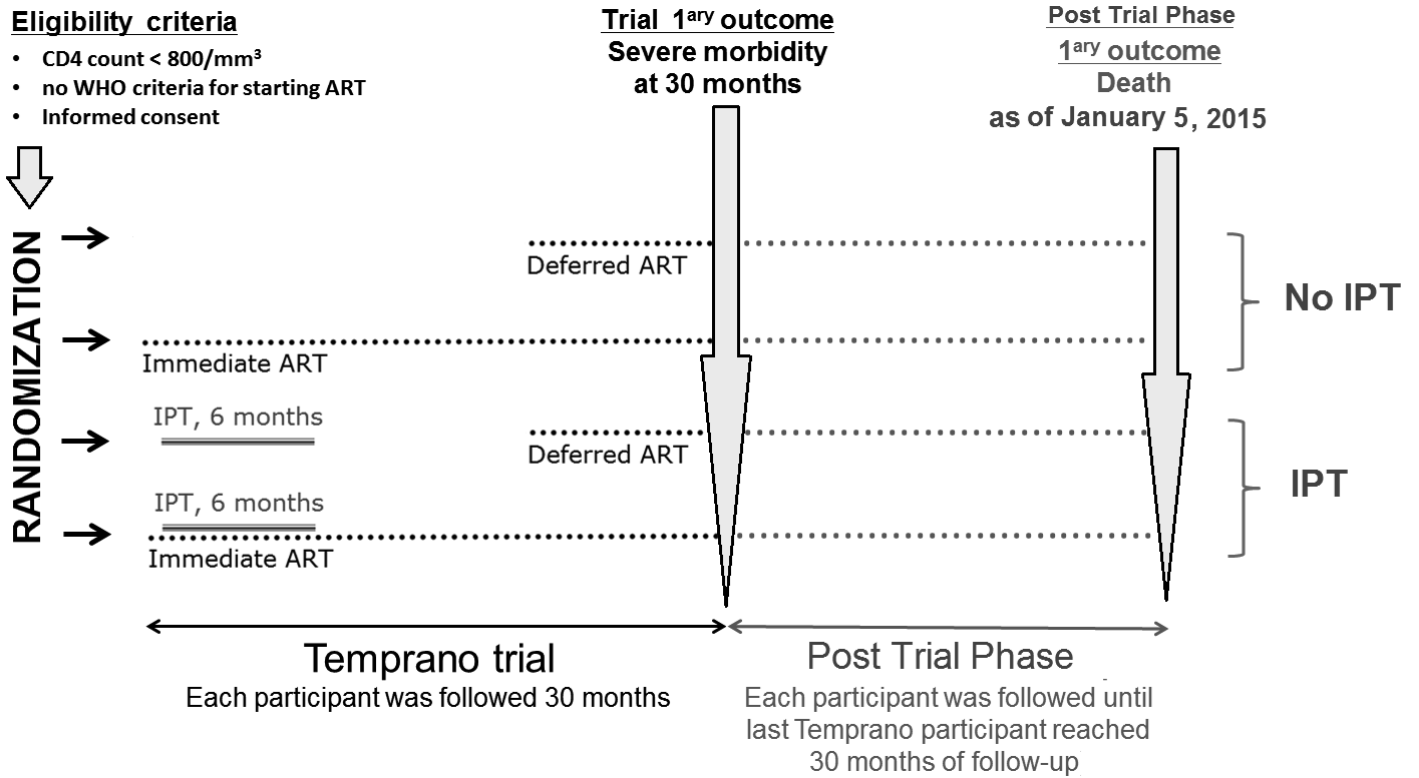 Eligibility criteria
• CD4 count < 800/mm³
• no WHO criteria for starting ART
• Informed consent
Trial 1ᵃʳʸ outcome
Severe morbidity
at 30 months
Post Trial Phase
1ᵃʳʸ outcome
Death
as of January 5, 2015
RANDOMIZATION
Deferred ART
Immediate ART
No IPT
IPT, 6 months
Deferred ART
IPT, 6 months
Immediate ART
IPT
Temprano trial
Each participant was followed 30 months
Post Trial Phase
Each participant was followed until
last Temprano participant reached
30 months of follow-up